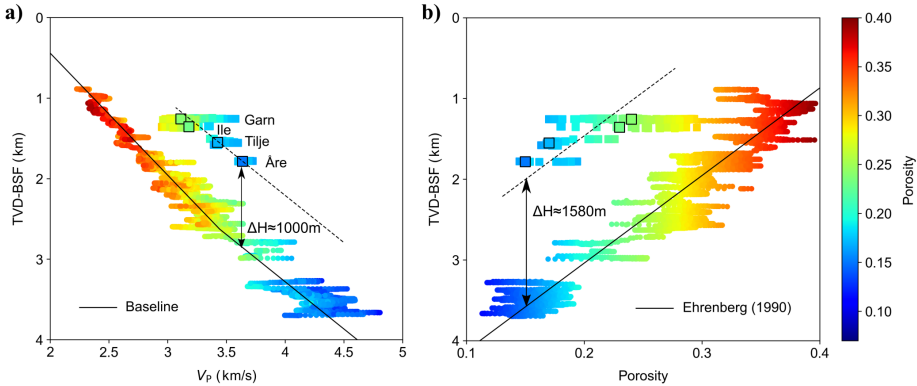 a)
0
1
2
3
4
TVD-BSF (km)
Garn
Ile
Tilje
Åre
ΔH≈1000m
Baseline
2 2.5 3 3.5 4 4.5 5
Vₚ (km/s)
b)
0
1
2
3
4
TVD-BSF (km)
ΔH≈1580m
Ehrenberg (1990)
0.1 0.2 0.3 0.4
Porosity
0.40
0.35
0.30
0.25
0.20
0.15
0.10
Porosity